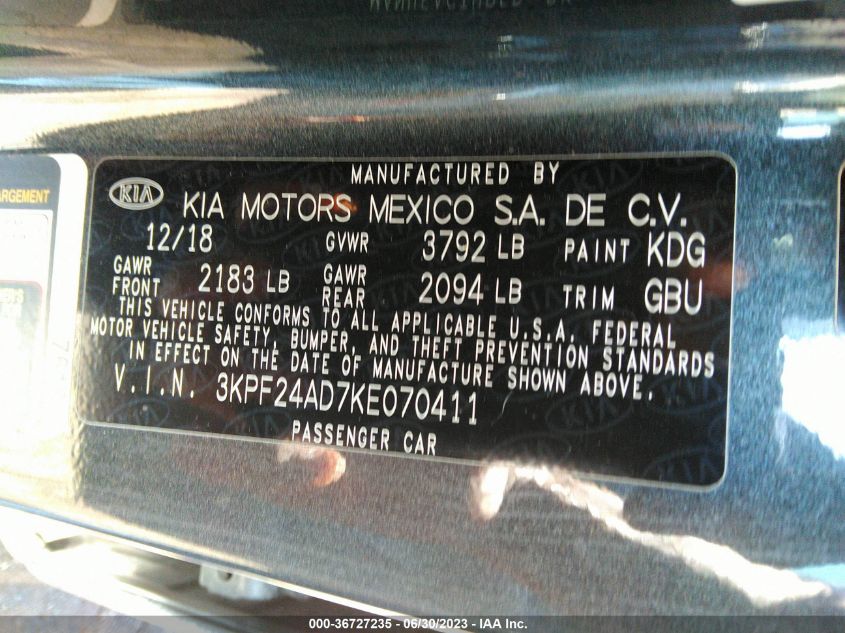 ARGEMENT
MANUFACTURED BY
KIA KIA MOTORS MEXICO S.A. DE C.V.
12/18 GVWR 3792 LB PAINT KDG
GAWR FRONT 2183 LB GAWR REAR 2094 LB TRIM GBU
THIS VEHICLE CONFORMS TO ALL APPLICABLE U.S.A. FEDERAL
MOTOR VEHICLE SAFETY, BUMPER, AND THEFT PREVENTION STANDARDS
IN EFFECT ON THE DATE OF MANUFACTURE SHOWN ABOVE.
V.I.N. 3KPF24AD7KE070411
PASSENGER CAR
000-36727235 - 06/30/2023 - IAA Inc.